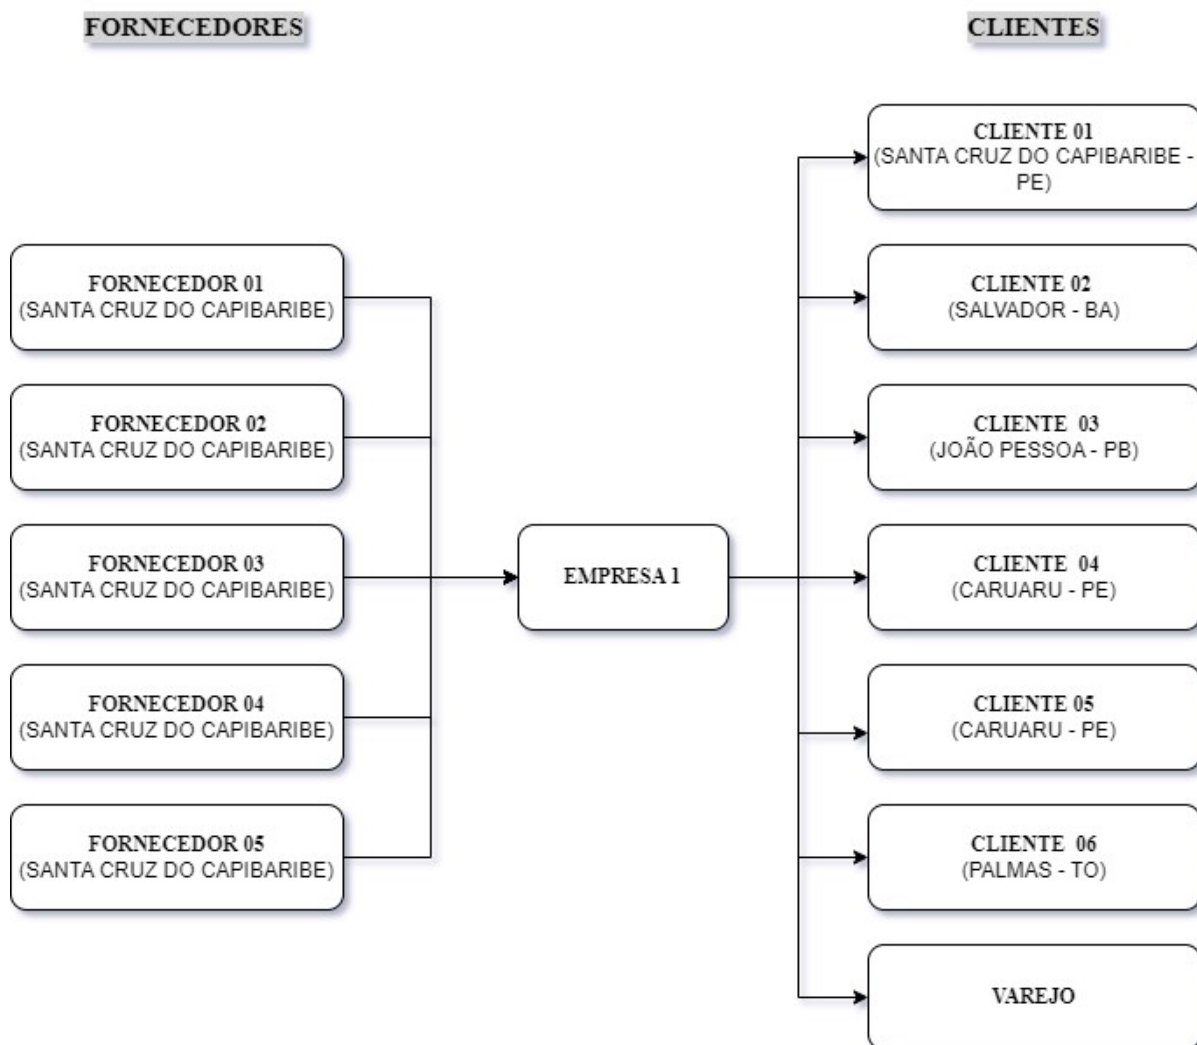 FORNECEDORES
CLIENTES
CLIENTE 01
(SANTA CRUZ DO CAPIBARIBE -
PE)
FORNECEDOR 01
(SANTA CRUZ DO CAPIBARIBE)
CLIENTE 02
(SALVADOR - BA)
FORNECEDOR 02
(SANTA CRUZ DO CAPIBARIBE)
CLIENTE 03
(JOÃO PESSOA - PB)
FORNECEDOR 03
(SANTA CRUZ DO CAPIBARIBE)
EMPRESA 1
CLIENTE 04
(CARUARU - PE)
FORNECEDOR 04
(SANTA CRUZ DO CAPIBARIBE)
CLIENTE 05
(CARUARU - PE)
FORNECEDOR 05
(SANTA CRUZ DO CAPIBARIBE)
CLIENTE 06
(PALMAS - TO)
VAREJO